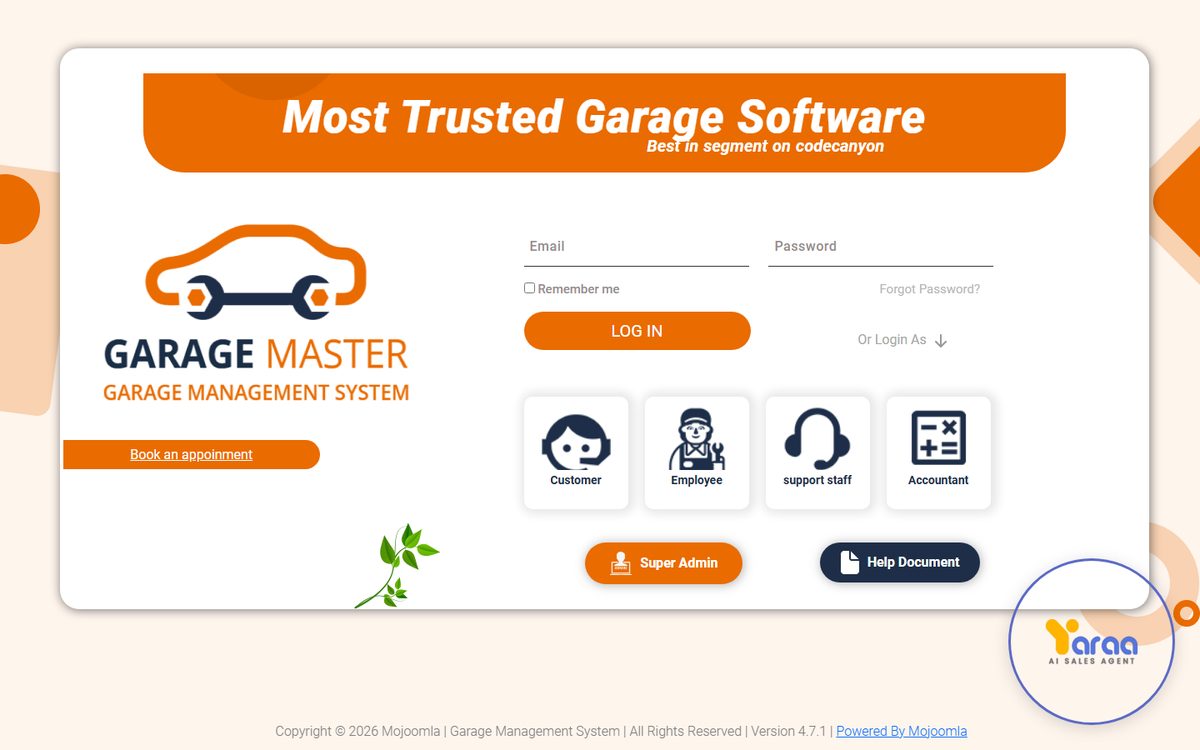 Most Trusted Garage Software
Best in segment on codecanyon
GARAGE MASTER
GARAGE MANAGEMENT SYSTEM
Book an appoinment
Email
Password
Remember me
Forgot Password?
LOG IN
Or Login As
Customer
Employee
support staff
Accountant
Super Admin
Help Document
Yaraa
AI SALES AGENT
Copyright © 2026 Mojoomla | Garage Management System | All Rights Reserved | Version 4.7.1 | Powered By Mojoomla